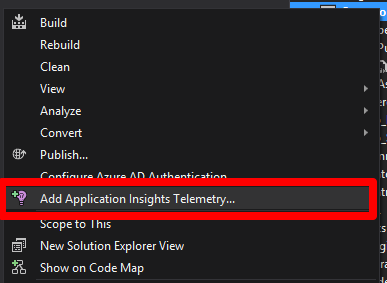 Build
Rebuild
Clean
View
Analyze
Convert
Publish...
Configure Azure AD Authentication
Add Application Insights Telemetry...
Scope to This
New Solution Explorer View
Show on Code Map